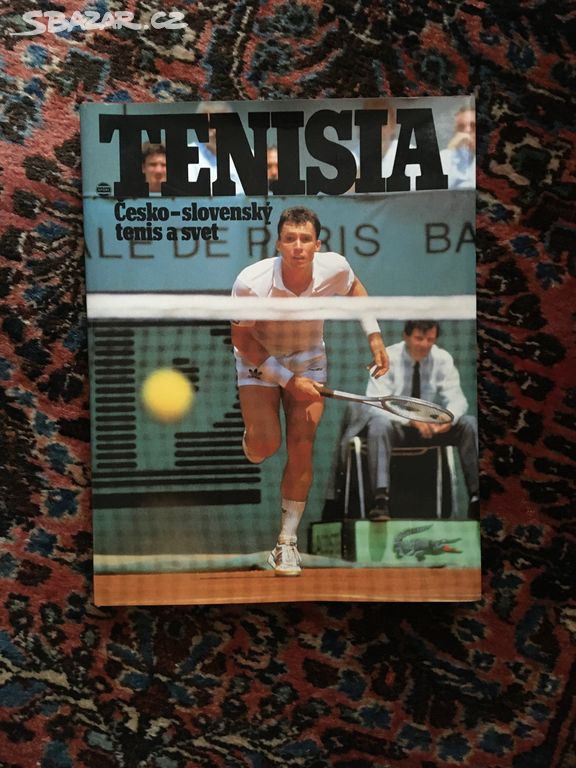 SBAZAR.CZ
TENISIA
Česko-slovenský
tenis a svet
ALE DE PARIS BA